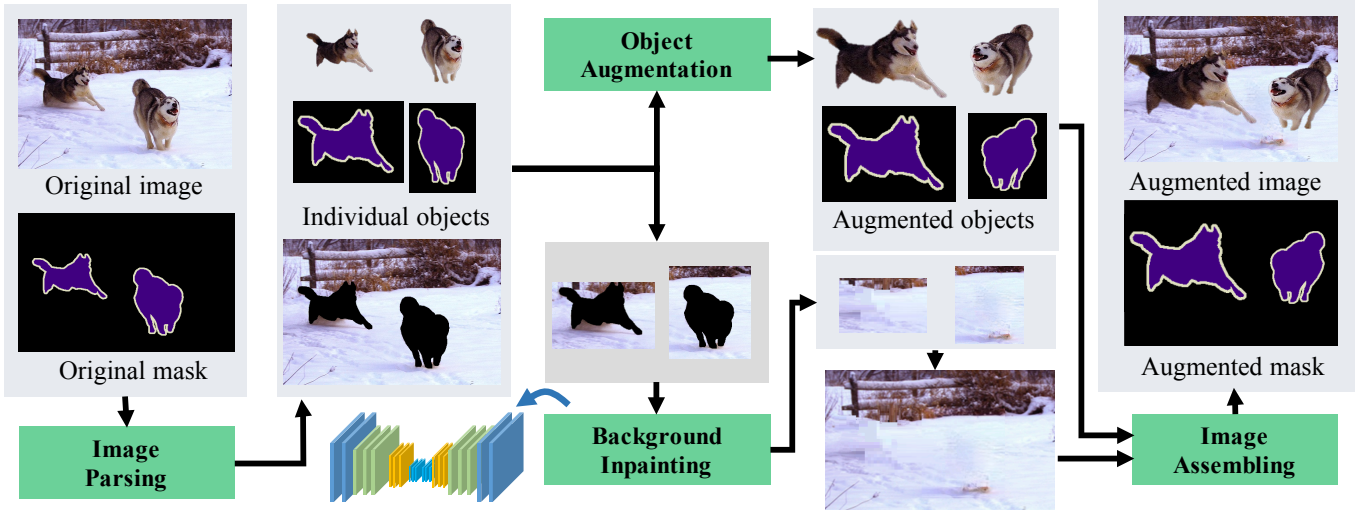 Original image
Original mask
Image
Parsing
Individual objects
Object
Augmentation
Background
Inpainting
Augmented objects
Augmented image
Augmented mask
Image
Assembling